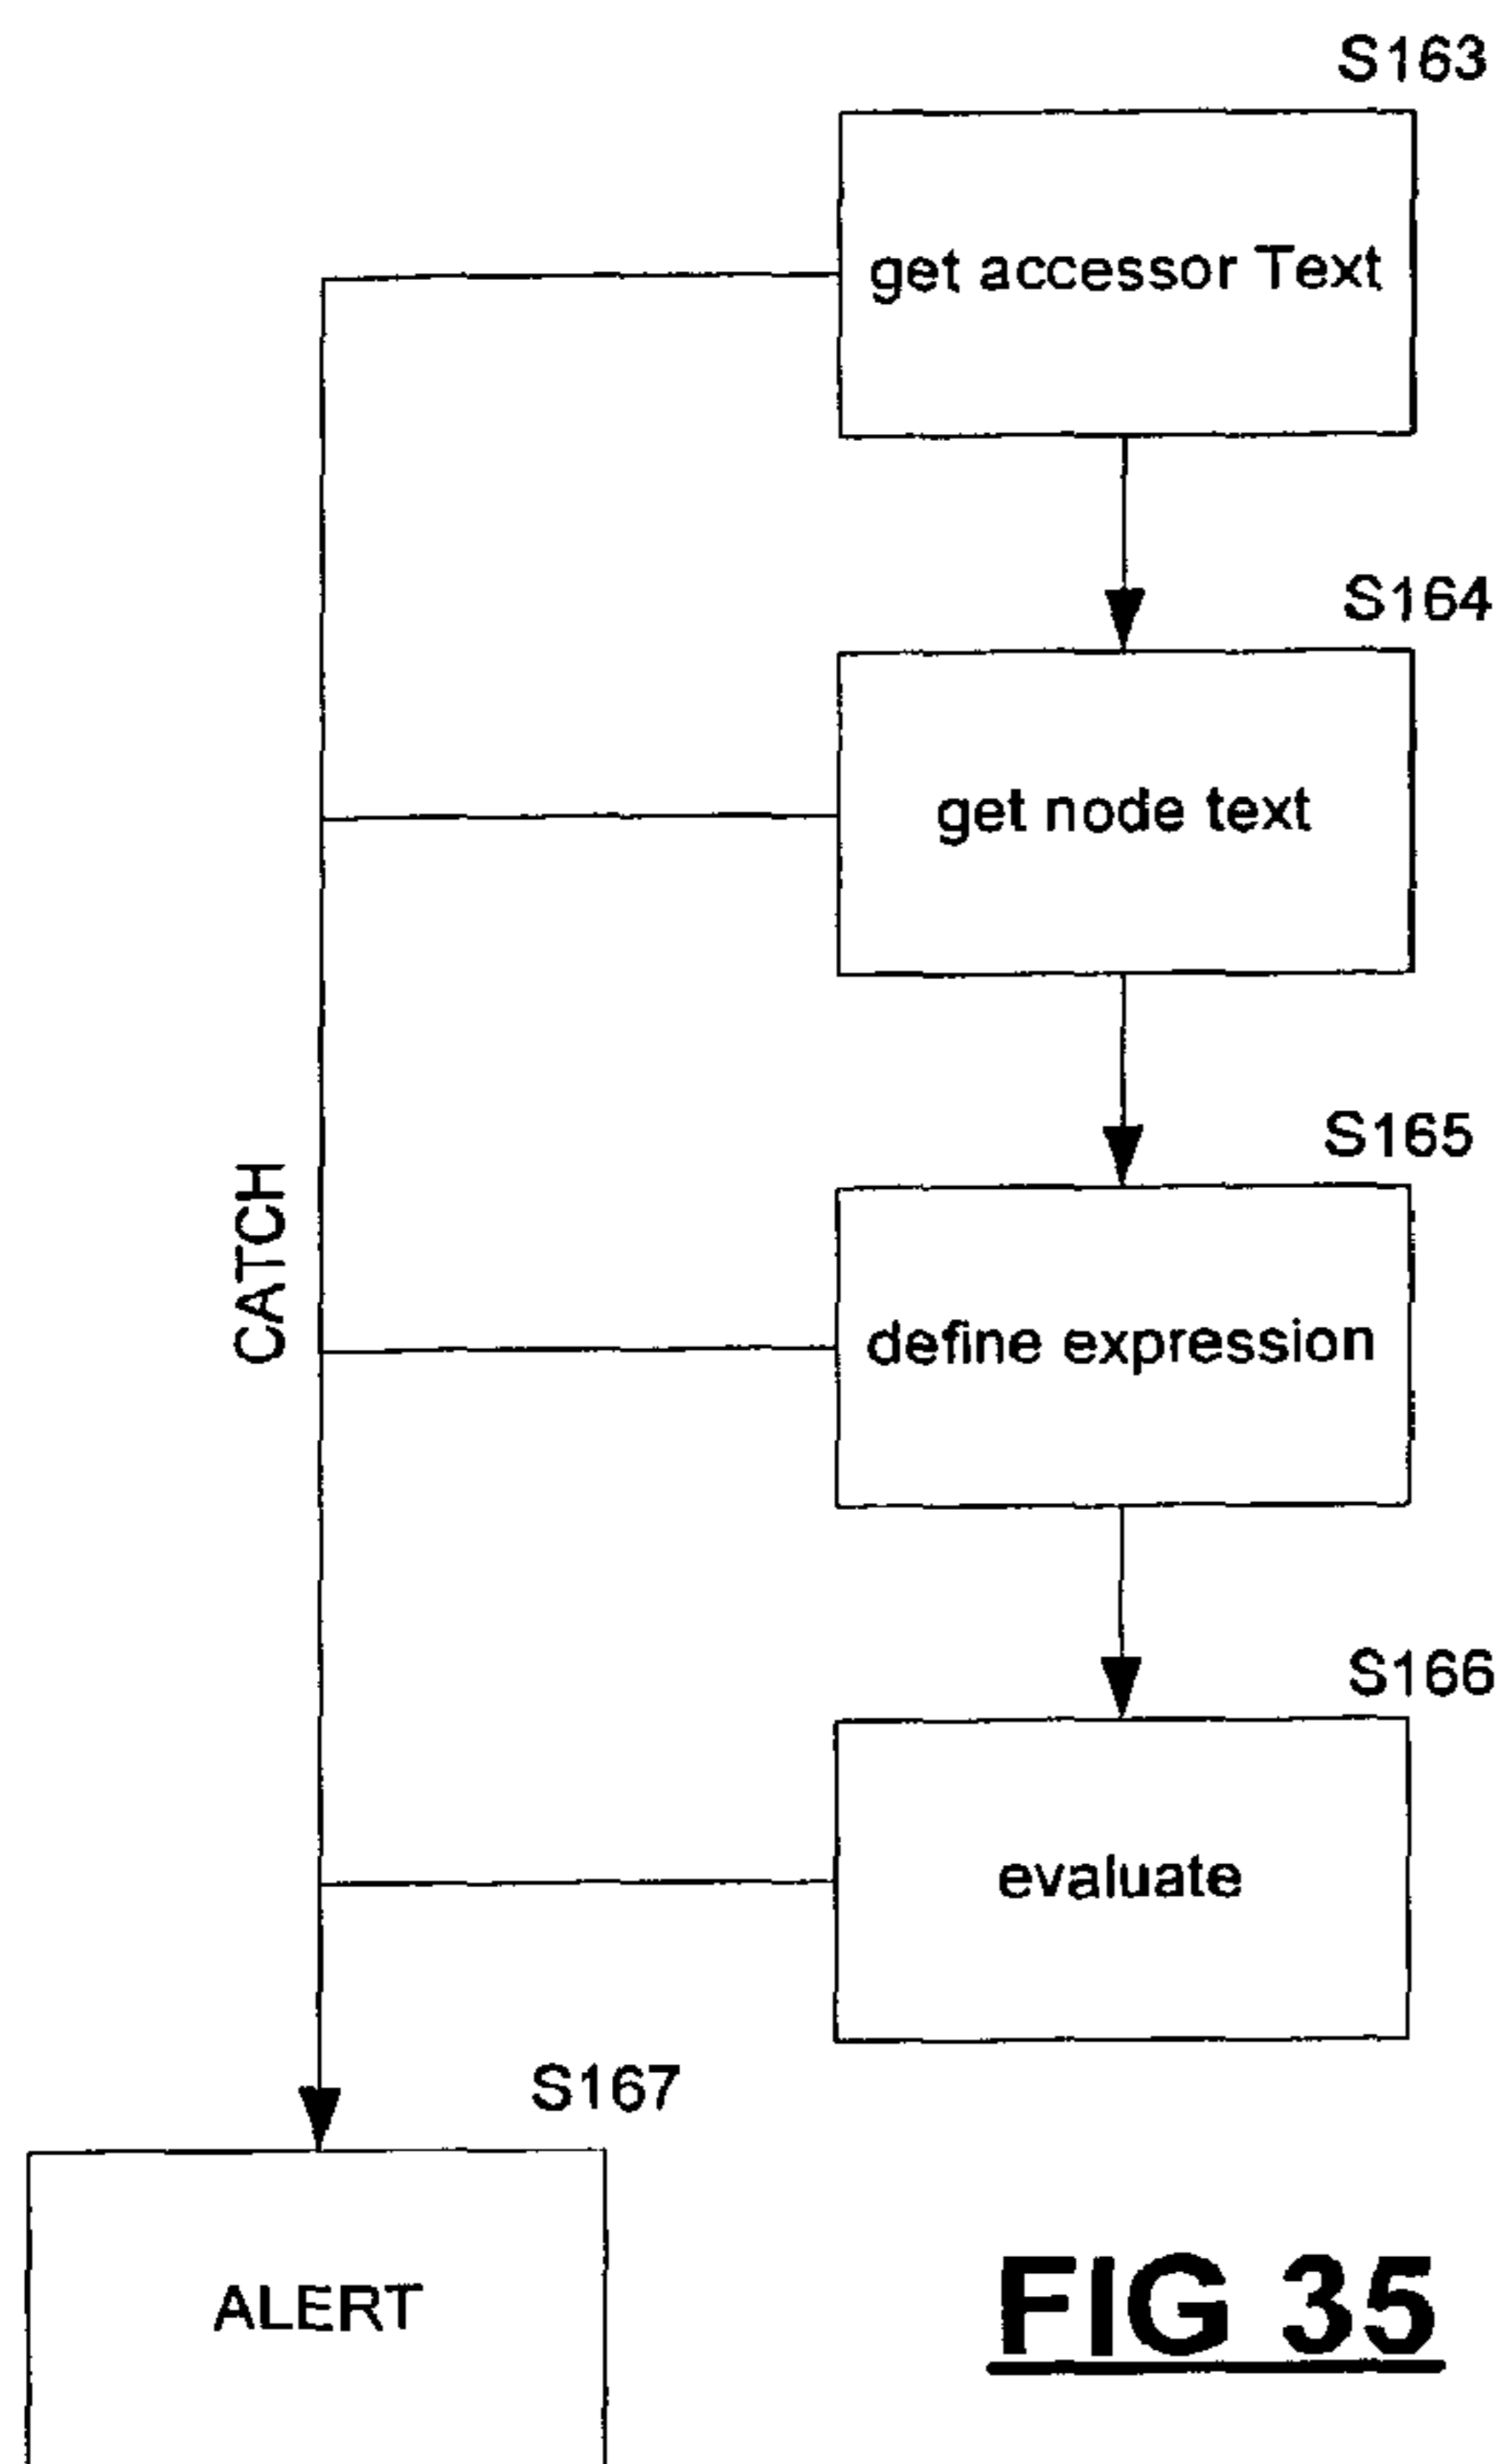 S163
get accessor Text
S164
get node text
S165
define expression
CATCH
S166
evaluate
S167
ALERT
FIG 35